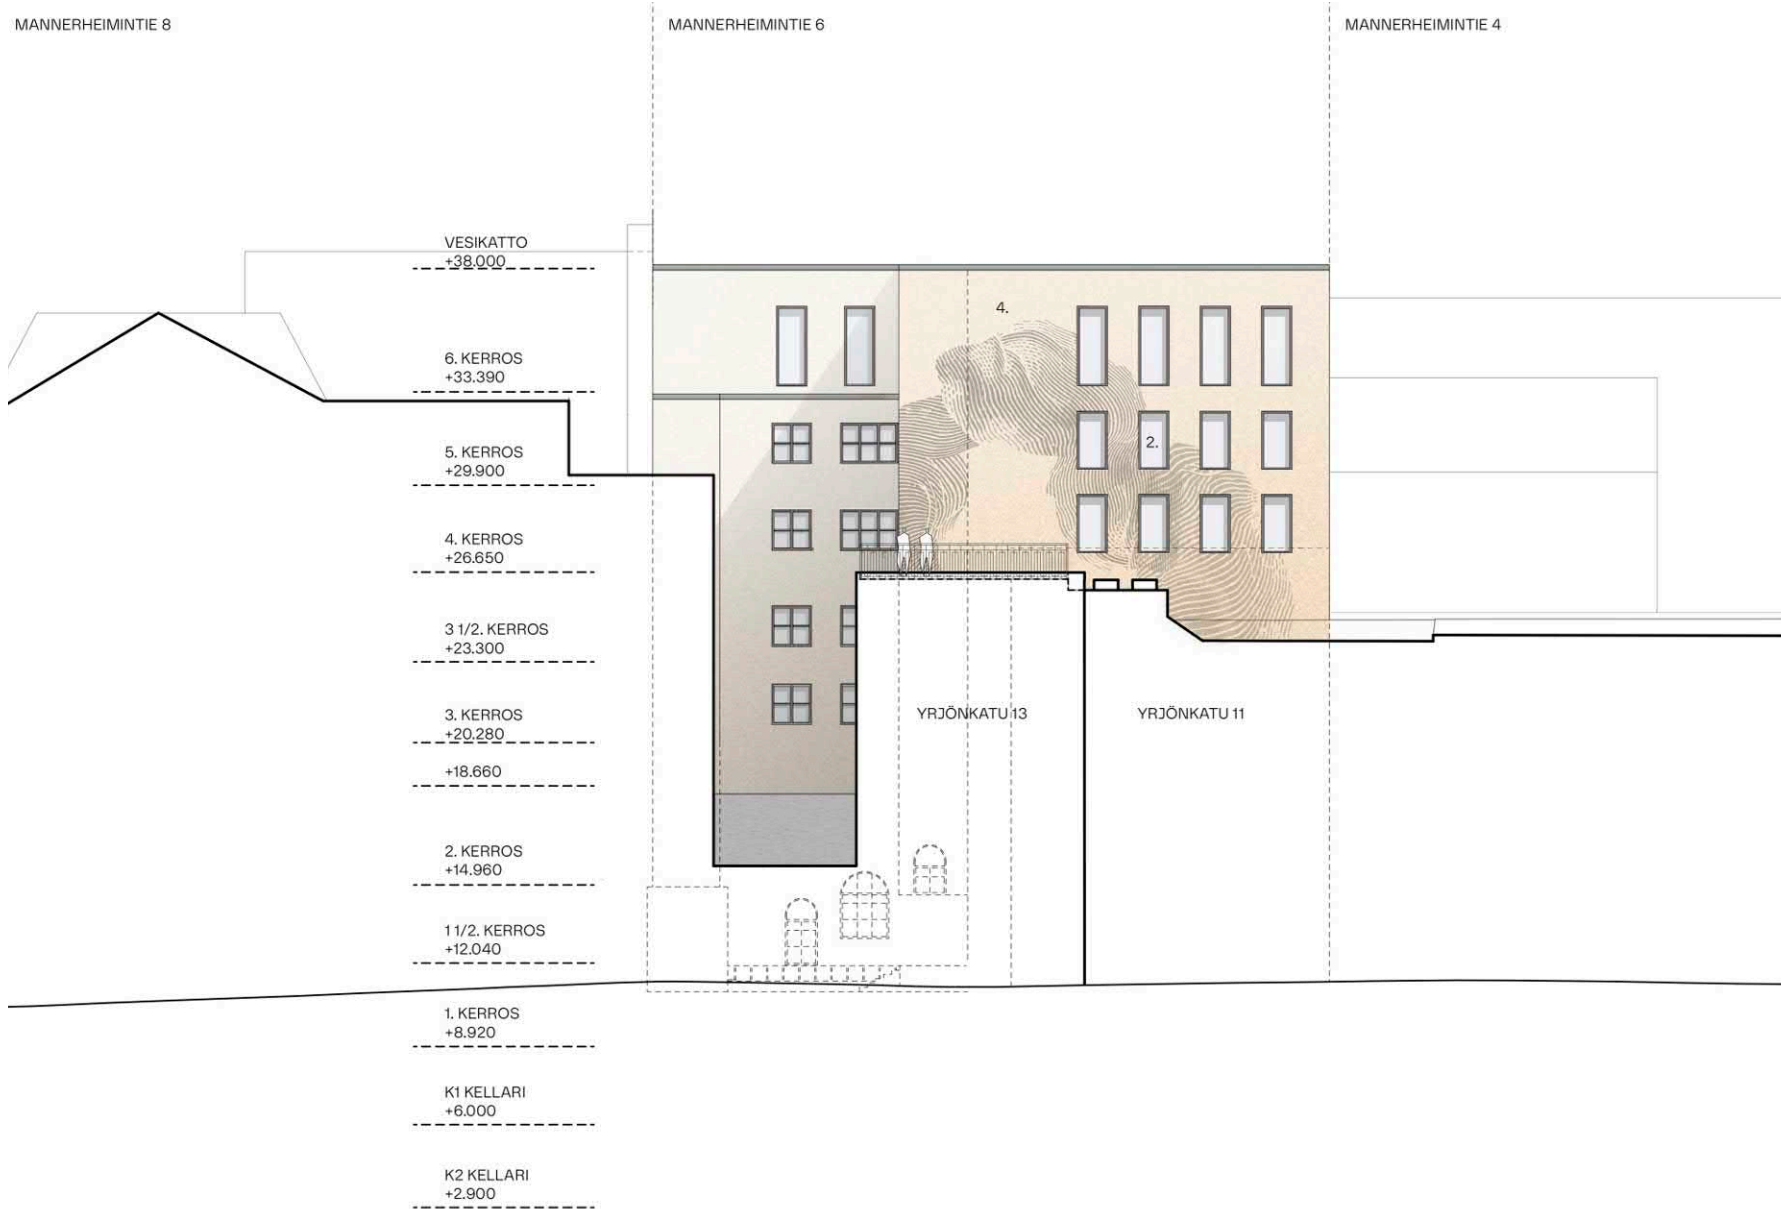 MANNERHEIMINTIE 8
MANNERHEIMINTIE 6
MANNERHEIMINTIE 4
VESIKATTO
+38.000
4.
6. KERROS
+33.390
2.
5. KERROS
+29.900
4. KERROS
+26.650
3 1/2. KERROS
+23.300
3. KERROS
+20.280
YRJÖNKATU 13
YRJÖNKATU 11
+18.660
2. KERROS
+14.960
1 1/2. KERROS
+12.040
1. KERROS
+8.920
K1 KELLARI
+6.000
K2 KELLARI
+2.900